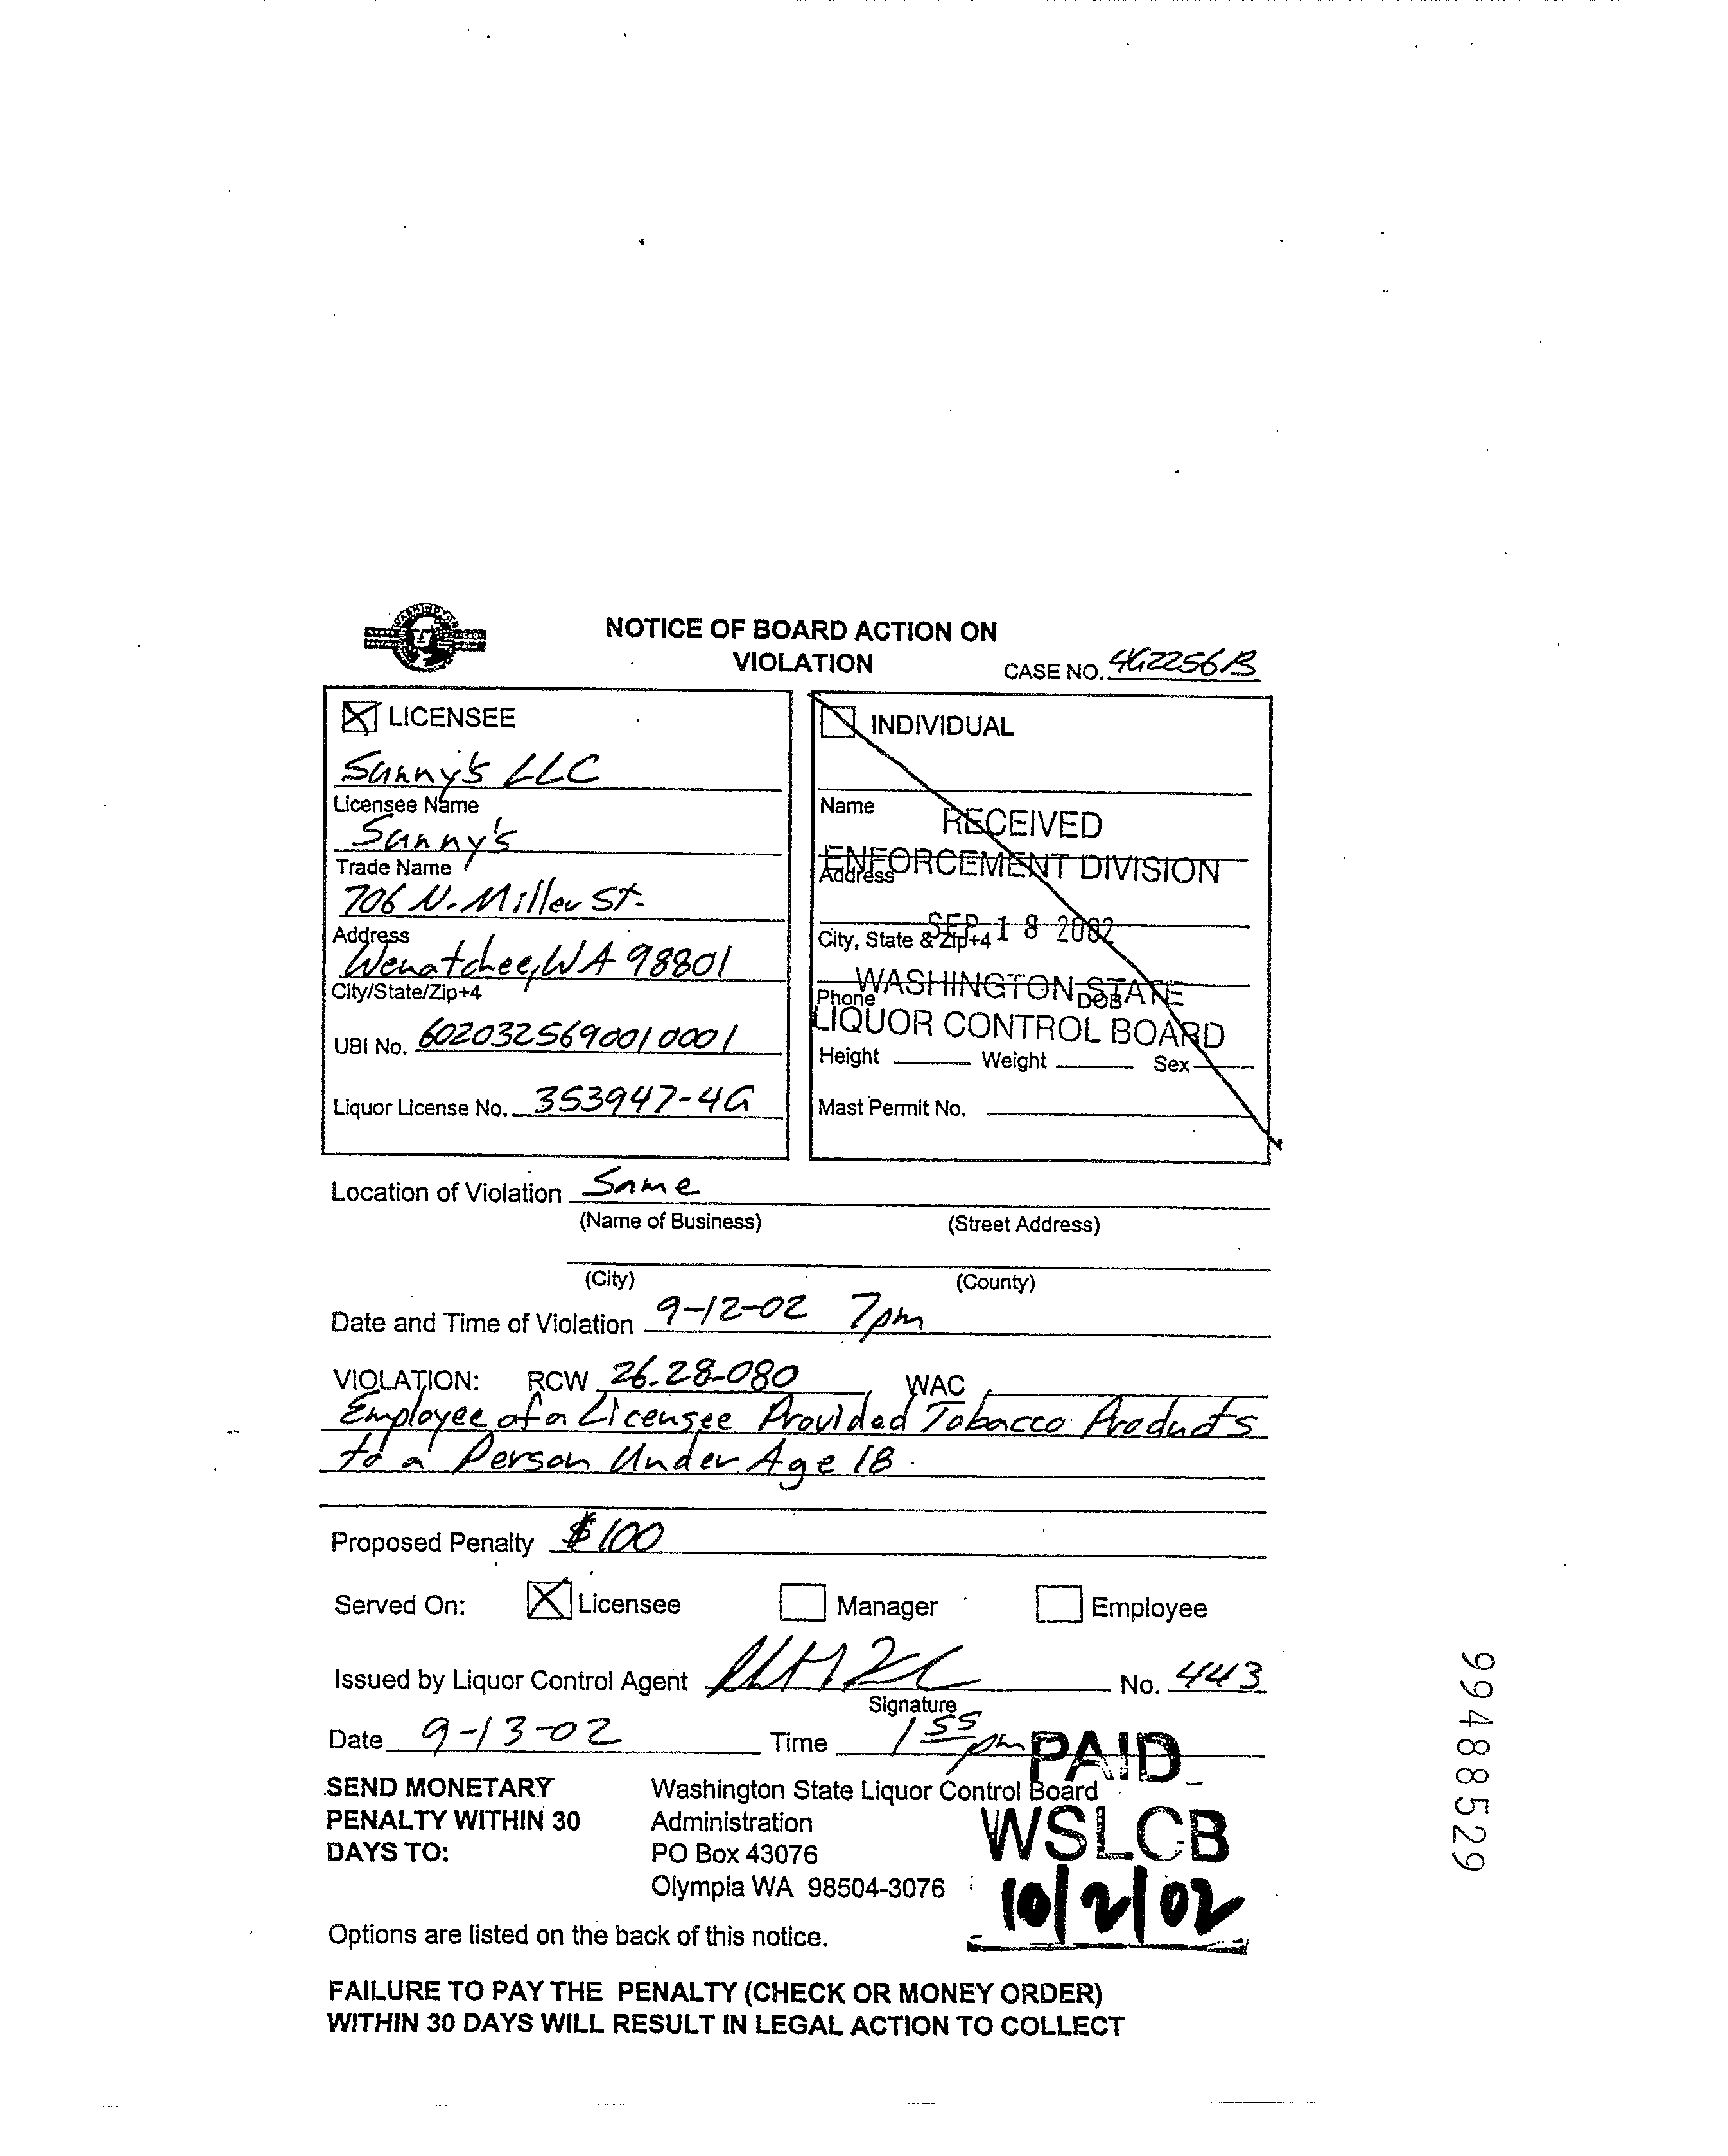 NOTICE OF BOARD ACTION ON
VIOLATION
CASE NO. 4G2256B
LICENSEE
Sunny's LLC
Licensee Name
Sunny's
Trade Name
706 N. Miller St.
Address
Wenatchee, WA 98801
City/State/Zip+4
UBI No. 6020325690010001
Liquor License No. 353947-4G
INDIVIDUAL
Name
RECEIVED
ENFORCEMENT DIVISION
Address
SEP 18 2002
City, State & Zip+4
WASHINGTON STATE
Phone DOB
LIQUOR CONTROL BOARD
Height Weight Sex
Mast Permit No.
Location of Violation Same
(Name of Business) (Street Address)
(City) (County)
Date and Time of Violation 9-12-02 7pm
VIOLATION: RCW 26.28.080 WAC
Employee of a Licensee Provided Tobacco Products
to a Person Under Age 18.
Proposed Penalty $100
Served On: Licensee Manager Employee
Issued by Liquor Control Agent No. 443
Signature
Date 9-13-02 Time 1 55 pm
PAID
SEND MONETARY Washington State Liquor Control Board
PENALTY WITHIN 30 Administration
WSLCB
DAYS TO: PO Box 43076
Olympia WA 98504-3076
10/2/02
Options are listed on the back of this notice.
FAILURE TO PAY THE PENALTY (CHECK OR MONEY ORDER)
WITHIN 30 DAYS WILL RESULT IN LEGAL ACTION TO COLLECT
99488529